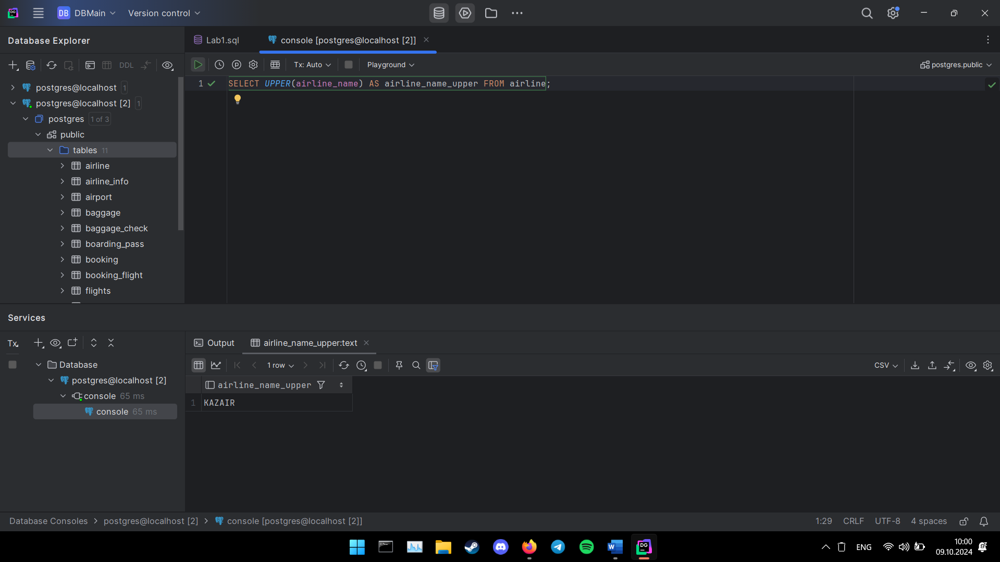 DB DBMain Version control
Database Explorer
Lab1.sql console [postgres@localhost [2]]
DDL
Tx: Auto Playground postgres.public
postgres@localhost 1
postgres@localhost [2] 1
postgres 1 of 3
public
tables 11
airline
airline_info
airport
baggage
baggage_check
boarding_pass
booking
booking_flight
flights
1 SELECT UPPER(airline_name) AS airline_name_upper FROM airline;
Services
Tx
Database
postgres@localhost [2]
console 65 ms
console 65 ms
Output airline_name_upper:text
1 row CSV
airline_name_upper
1 KAZAIR
Database Consoles postgres@localhost [2] console [postgres@localhost [2]]
1:29 CRLF UTF-8 4 spaces
DG
ENG
10:00
09.10.2024